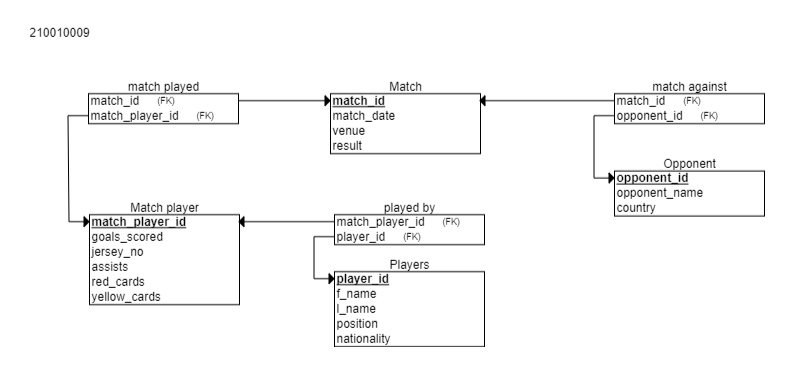 210010009
match played
match_id (FK)
match_player_id (FK)
Match
match_id
match_date
venue
result
match against
match_id (FK)
opponent_id (FK)
Opponent
opponent_id
opponent_name
country
Match player
match_player_id
goals_scored
jersey_no
assists
red_cards
yellow_cards
played by
match_player_id (FK)
player_id (FK)
Players
player_id
f_name
l_name
position
nationality